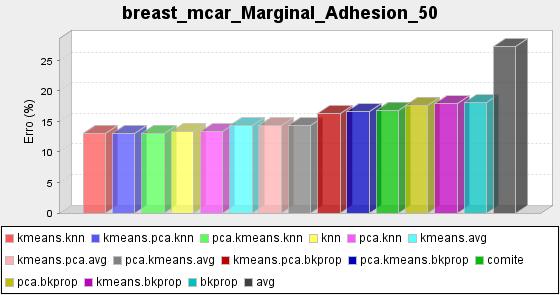 breast_mcar_Marginal_Adhesion_50
Erro (%)
25
20
15
10
5
0
kmeans.knn kmeans.pca.knn pca.kmeans.knn knn pca.knn kmeans.avg
kmeans.pca.avg pca.kmeans.avg kmeans.pca.bkprop pca.kmeans.bkprop comite
pca.bkprop kmeans.bkprop bkprop avg